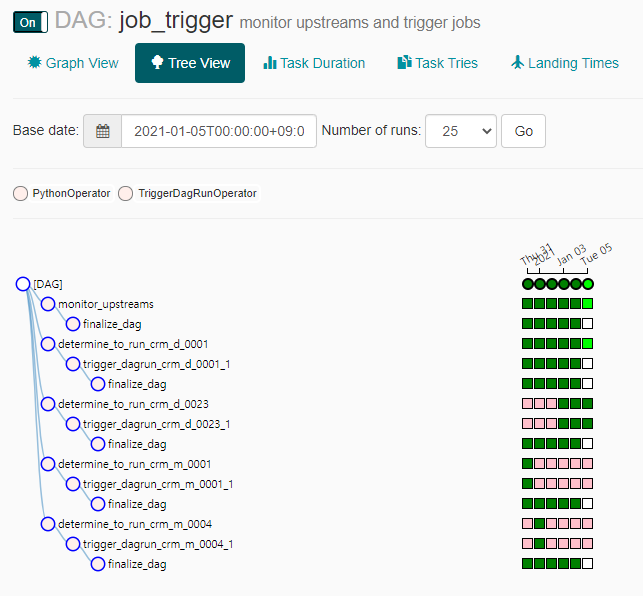 On DAG: job_trigger monitor upstreams and trigger jobs
Graph View Tree View Task Duration Task Tries Landing Times
Base date: 2021-01-05T00:00:00+09:0 Number of runs: 25 Go
PythonOperator TriggerDagRunOperator
Thu 31 2021 Jan 03 Tue 05
[DAG]
monitor_upstreams
finalize_dag
determine_to_run_crm_d_0001
trigger_dagrun_crm_d_0001_1
finalize_dag
determine_to_run_crm_d_0023
trigger_dagrun_crm_d_0023_1
finalize_dag
determine_to_run_crm_m_0001
trigger_dagrun_crm_m_0001_1
finalize_dag
determine_to_run_crm_m_0004
trigger_dagrun_crm_m_0004_1
finalize_dag